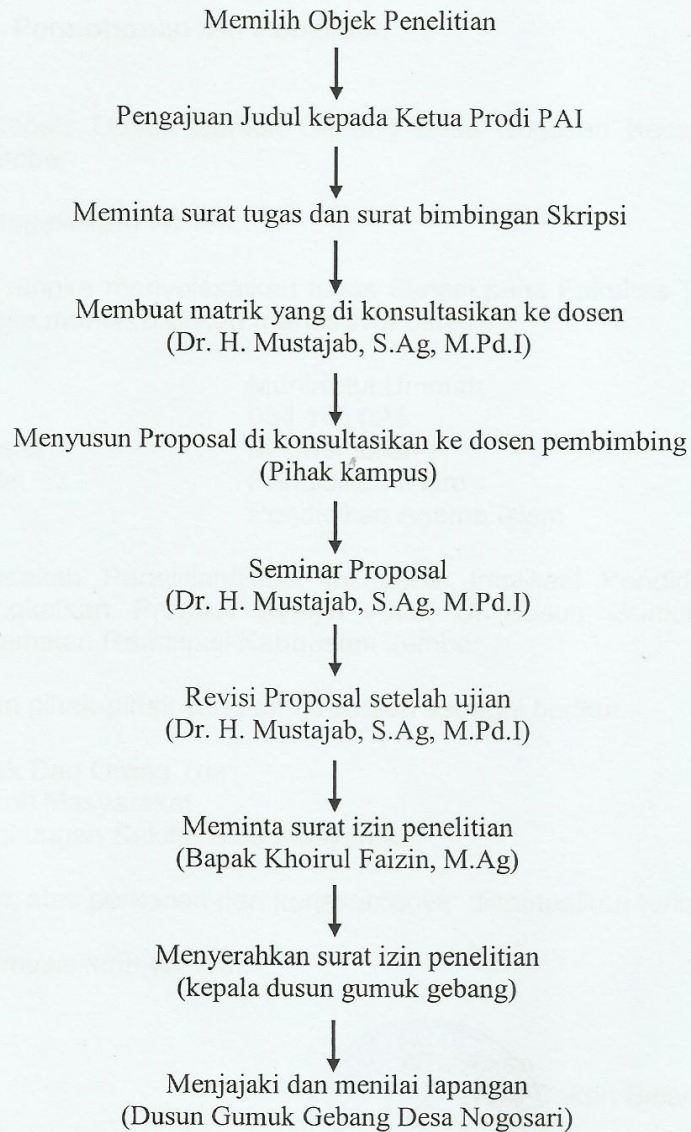 Memilih Objek Penelitian
Pengajuan Judul kepada Ketua Prodi PAI
Meminta surat tugas dan surat bimbingan Skripsi
Membuat matrik yang di konsultasikan ke dosen
(Dr. H. Mustajab, S.Ag, M.Pd.I)
Menyusun Proposal di konsultasikan ke dosen pembimbing
(Pihak kampus)
Seminar Proposal
(Dr. H. Mustajab, S.Ag, M.Pd.I)
Revisi Proposal setelah ujian
(Dr. H. Mustajab, S.Ag, M.Pd.I)
Meminta surat izin penelitian
(Bapak Khoirul Faizin, M.Ag)
Menyerahkan surat izin penelitian
(kepala dusun gumuk gebang)
Menjajaki dan menilai lapangan
(Dusun Gumuk Gebang Desa Nogosari)